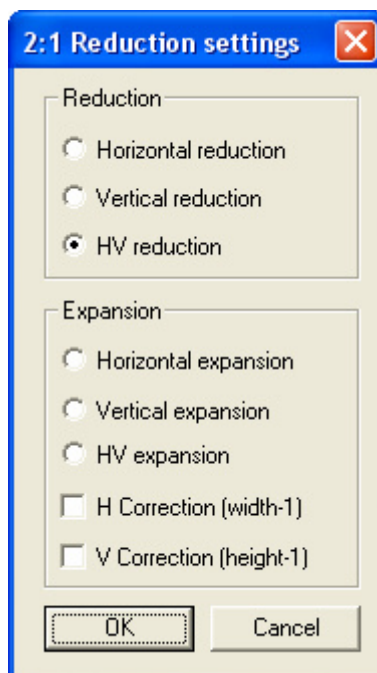 2:1 Reduction settings
Reduction
Horizontal reduction
Vertical reduction
HV reduction
Expansion
Horizontal expansion
Vertical expansion
HV expansion
H Correction (width-1)
V Correction (height-1)
OK Cancel